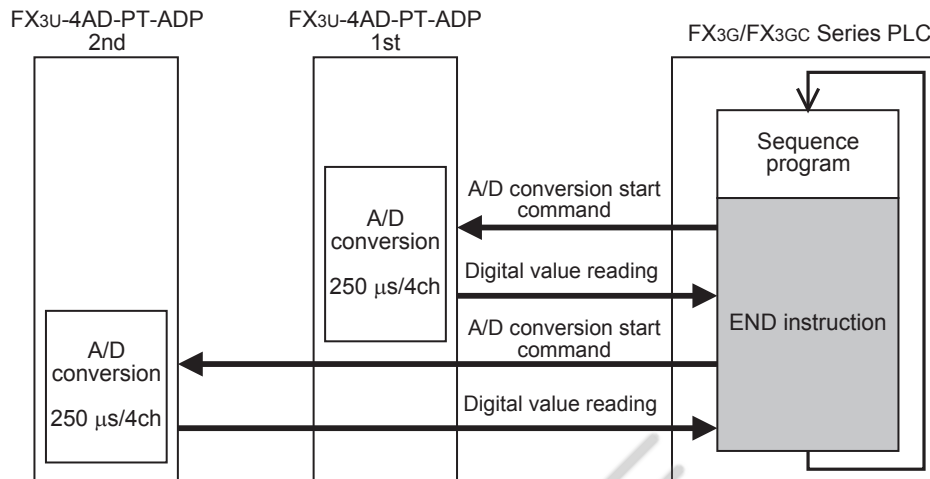 FX3U-4AD-PT-ADP
2nd
FX3U-4AD-PT-ADP
1st
FX3G/FX3GC Series PLC
Sequence
program
A/D conversion start
command
A/D
conversion
250 μs/4ch
Digital value reading
END instruction
A/D conversion start
command
A/D
conversion
250 μs/4ch
Digital value reading